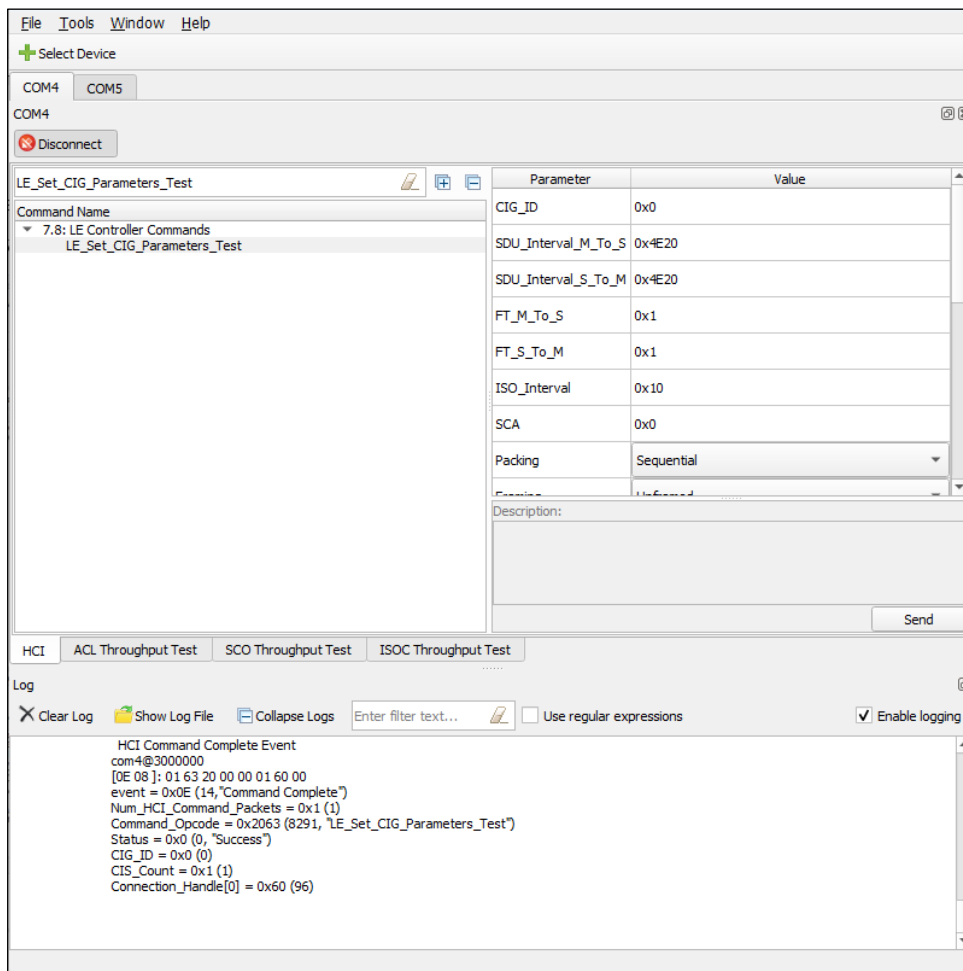 File Tools Window Help
Select Device
COM4 COM5
COM4
Disconnect
LE_Set_CIG_Parameters_Test
Command Name
7.8: LE Controller Commands
LE_Set_CIG_Parameters_Test
Parameter Value
CIG_ID 0x0
SDU_Interval_M_To_S 0x4E20
SDU_Interval_S_To_M 0x4E20
FT_M_To_S 0x1
FT_S_To_M 0x1
ISO_Interval 0x10
SCA 0x0
Packing Sequential
Framing Unframed
Description:
Send
HCI ACL Throughput Test SCO Throughput Test ISOC Throughput Test
Log
Clear Log Show Log File Collapse Logs Enter filter text... Use regular expressions Enable logging
HCI Command Complete Event
com4@3000000
[0E 08 ]: 01 63 20 00 00 01 60 00
event = 0x0E (14,"Command Complete")
Num_HCI_Command_Packets = 0x1 (1)
Command_Opcode = 0x2063 (8291, "LE_Set_CIG_Parameters_Test")
Status = 0x0 (0, "Success")
CIG_ID = 0x0 (0)
CIS_Count = 0x1 (1)
Connection_Handle[0] = 0x60 (96)